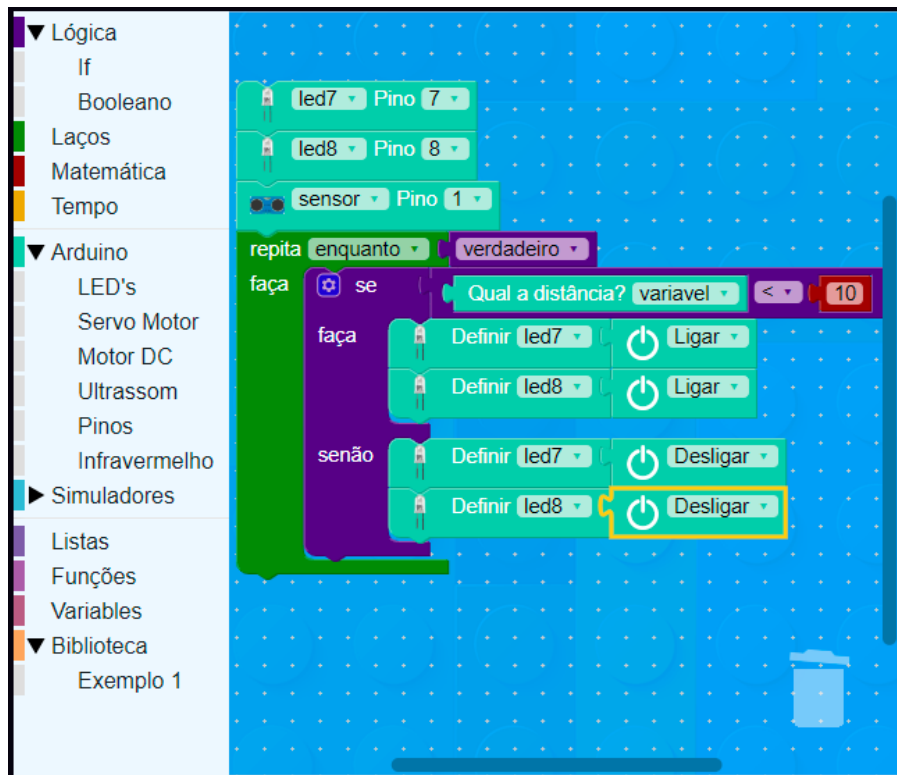 Lógica
If
Booleano
Laços
Matemática
Tempo
Arduino
LED's
Servo Motor
Motor DC
Ultrassom
Pinos
Infravermelho
Simuladores
Listas
Funções
Variables
Biblioteca
Exemplo 1
led7 Pino 7
led8 Pino 8
sensor Pino 1
repita enquanto verdadeiro
faça se Qual a distância? variavel < 10
faça Definir led7 Ligar
Definir led8 Ligar
senão Definir led7 Desligar
Definir led8 Desligar